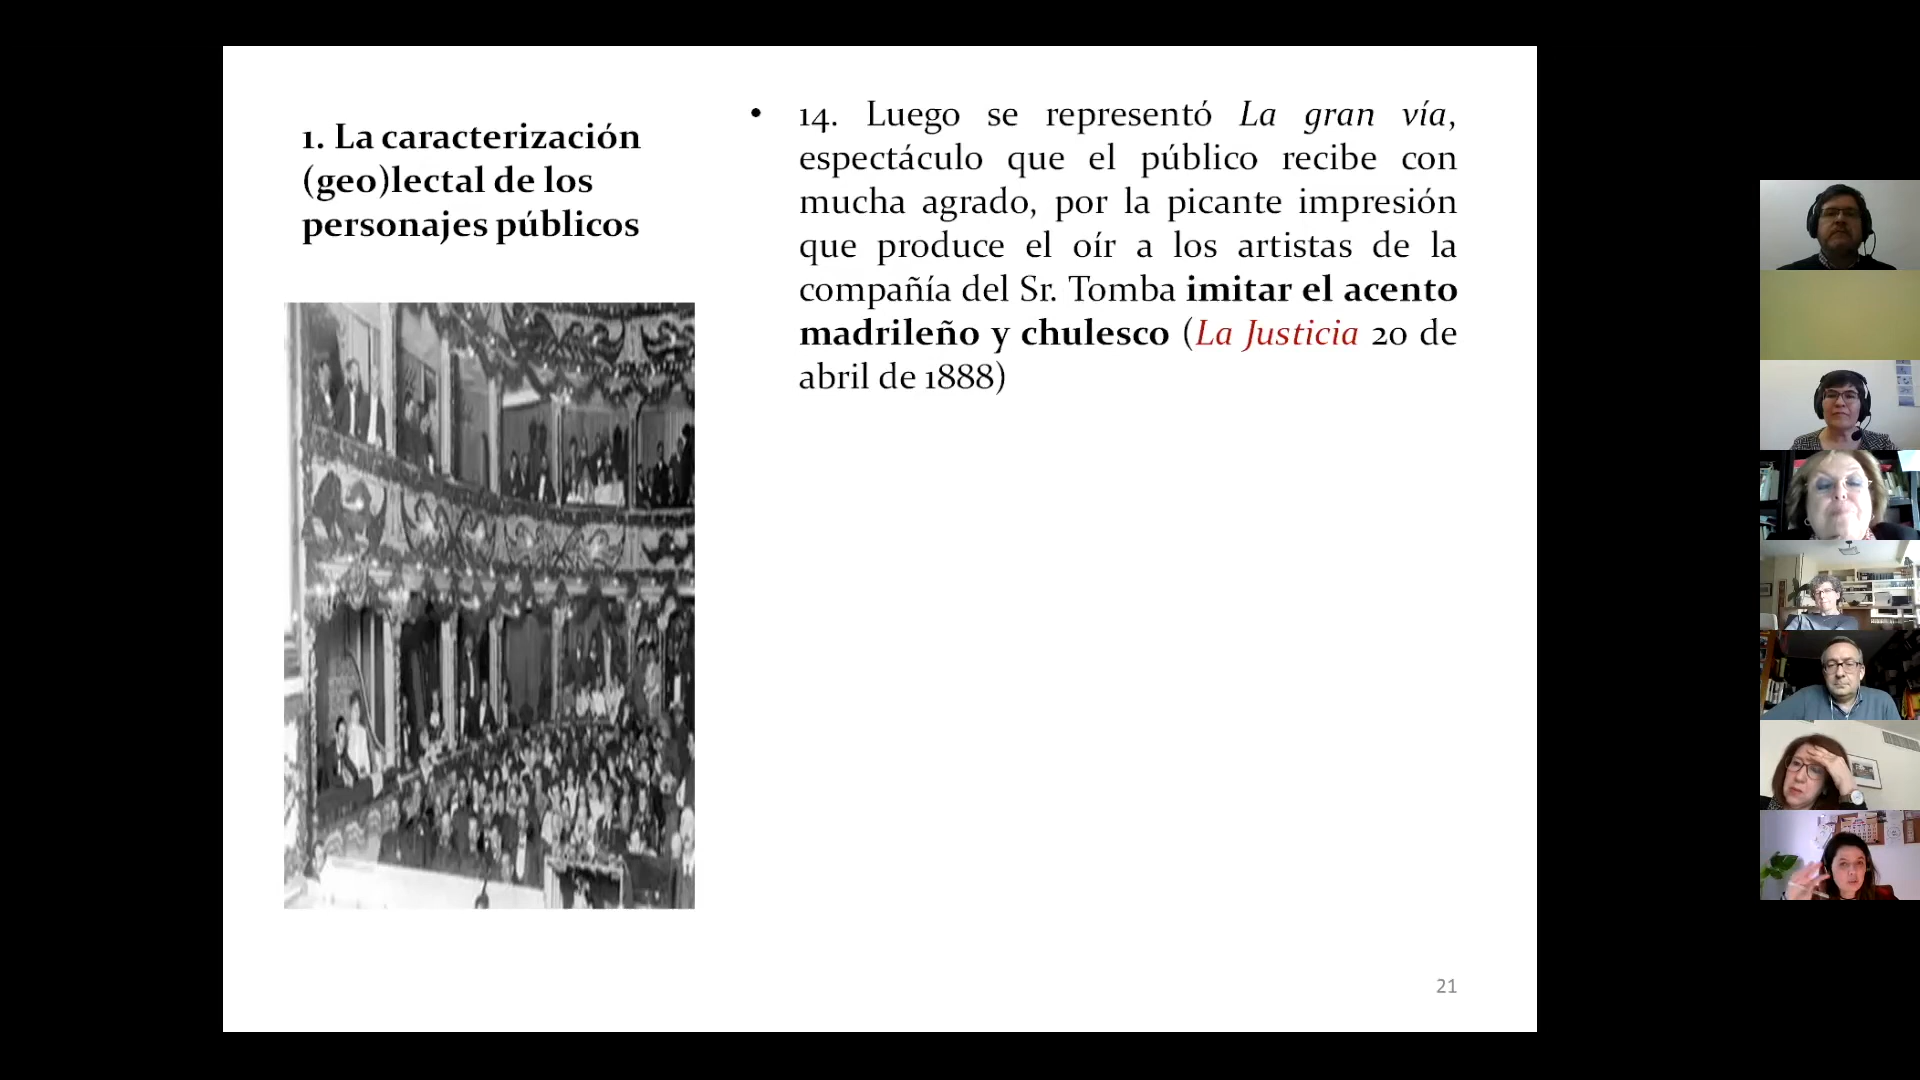 1. La caracterización
(geo)lectal de los
personajes públicos
• 14. Luego se representó La gran vía,
espectáculo que el público recibe con
mucha agrado, por la picante impresión
que produce el oír a los artistas de la
compañía del Sr. Tomba imitar el acento
madrileño y chulesco (La Justicia 20 de
abril de 1888)
21